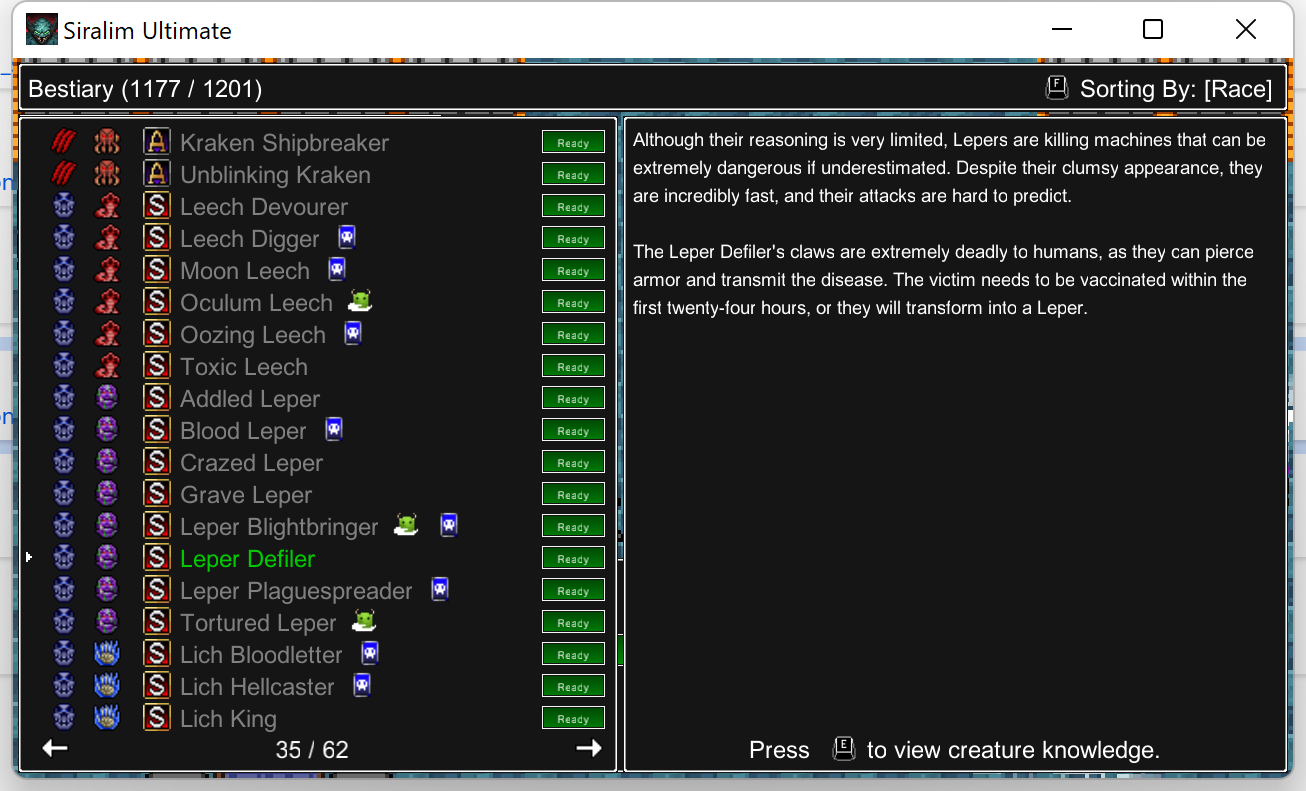 Siralim Ultimate
Bestiary (1177 / 1201)
F Sorting By: [Race]
A Kraken Shipbreaker Ready
A Unblinking Kraken Ready
S Leech Devourer Ready
S Leech Digger Ready
S Moon Leech Ready
S Oculum Leech Ready
S Oozing Leech Ready
S Toxic Leech Ready
S Addled Leper Ready
S Blood Leper Ready
S Crazed Leper Ready
S Grave Leper Ready
S Leper Blightbringer Ready
S Leper Defiler Ready
S Leper Plaguespreader Ready
S Tortured Leper Ready
S Lich Bloodletter Ready
S Lich Hellcaster Ready
S Lich King Ready
35 / 62
Although their reasoning is very limited, Lepers are killing machines that can be
extremely dangerous if underestimated. Despite their clumsy appearance, they
are incredibly fast, and their attacks are hard to predict.
The Leper Defiler's claws are extremely deadly to humans, as they can pierce
armor and transmit the disease. The victim needs to be vaccinated within the
first twenty-four hours, or they will transform into a Leper.
Press E to view creature knowledge.